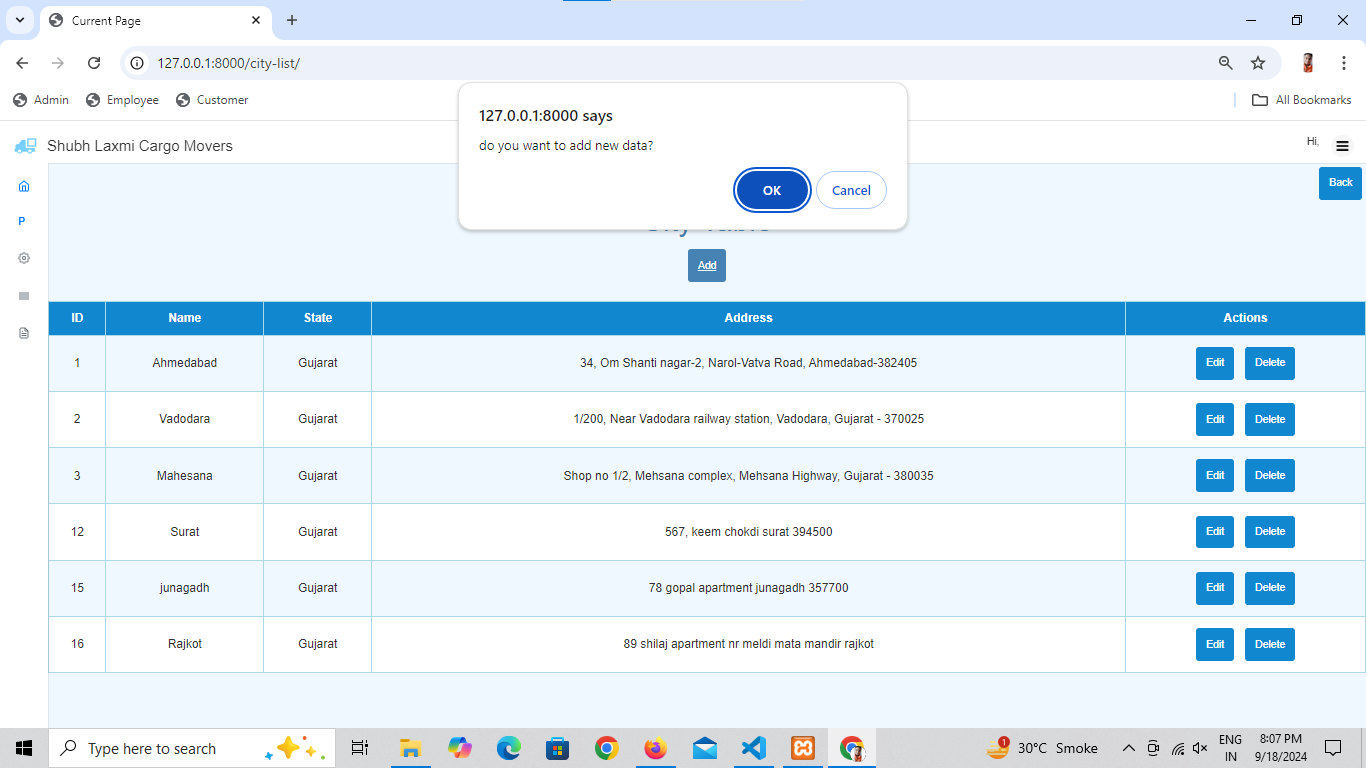 Current Page
127.0.0.1:8000/city-list/
Admin Employee Customer All Bookmarks
127.0.0.1:8000 says
do you want to add new data?
OK Cancel
Shubh Laxmi Cargo Movers Hi,
Back
P
Add
ID Name State Address Actions
1 Ahmedabad Gujarat 34, Om Shanti nagar-2, Narol-Vatva Road, Ahmedabad-382405 Edit Delete
2 Vadodara Gujarat 1/200, Near Vadodara railway station, Vadodara, Gujarat - 370025 Edit Delete
3 Mahesana Gujarat Shop no 1/2, Mehsana complex, Mehsana Highway, Gujarat - 380035 Edit Delete
12 Surat Gujarat 567, keem chokdi surat 394500 Edit Delete
15 junagadh Gujarat 78 gopal apartment junagadh 357700 Edit Delete
16 Rajkot Gujarat 89 shilaj apartment nr meldi mata mandir rajkot Edit Delete
Type here to search 1 30°C Smoke ENG 8:07 PM
IN 9/18/2024